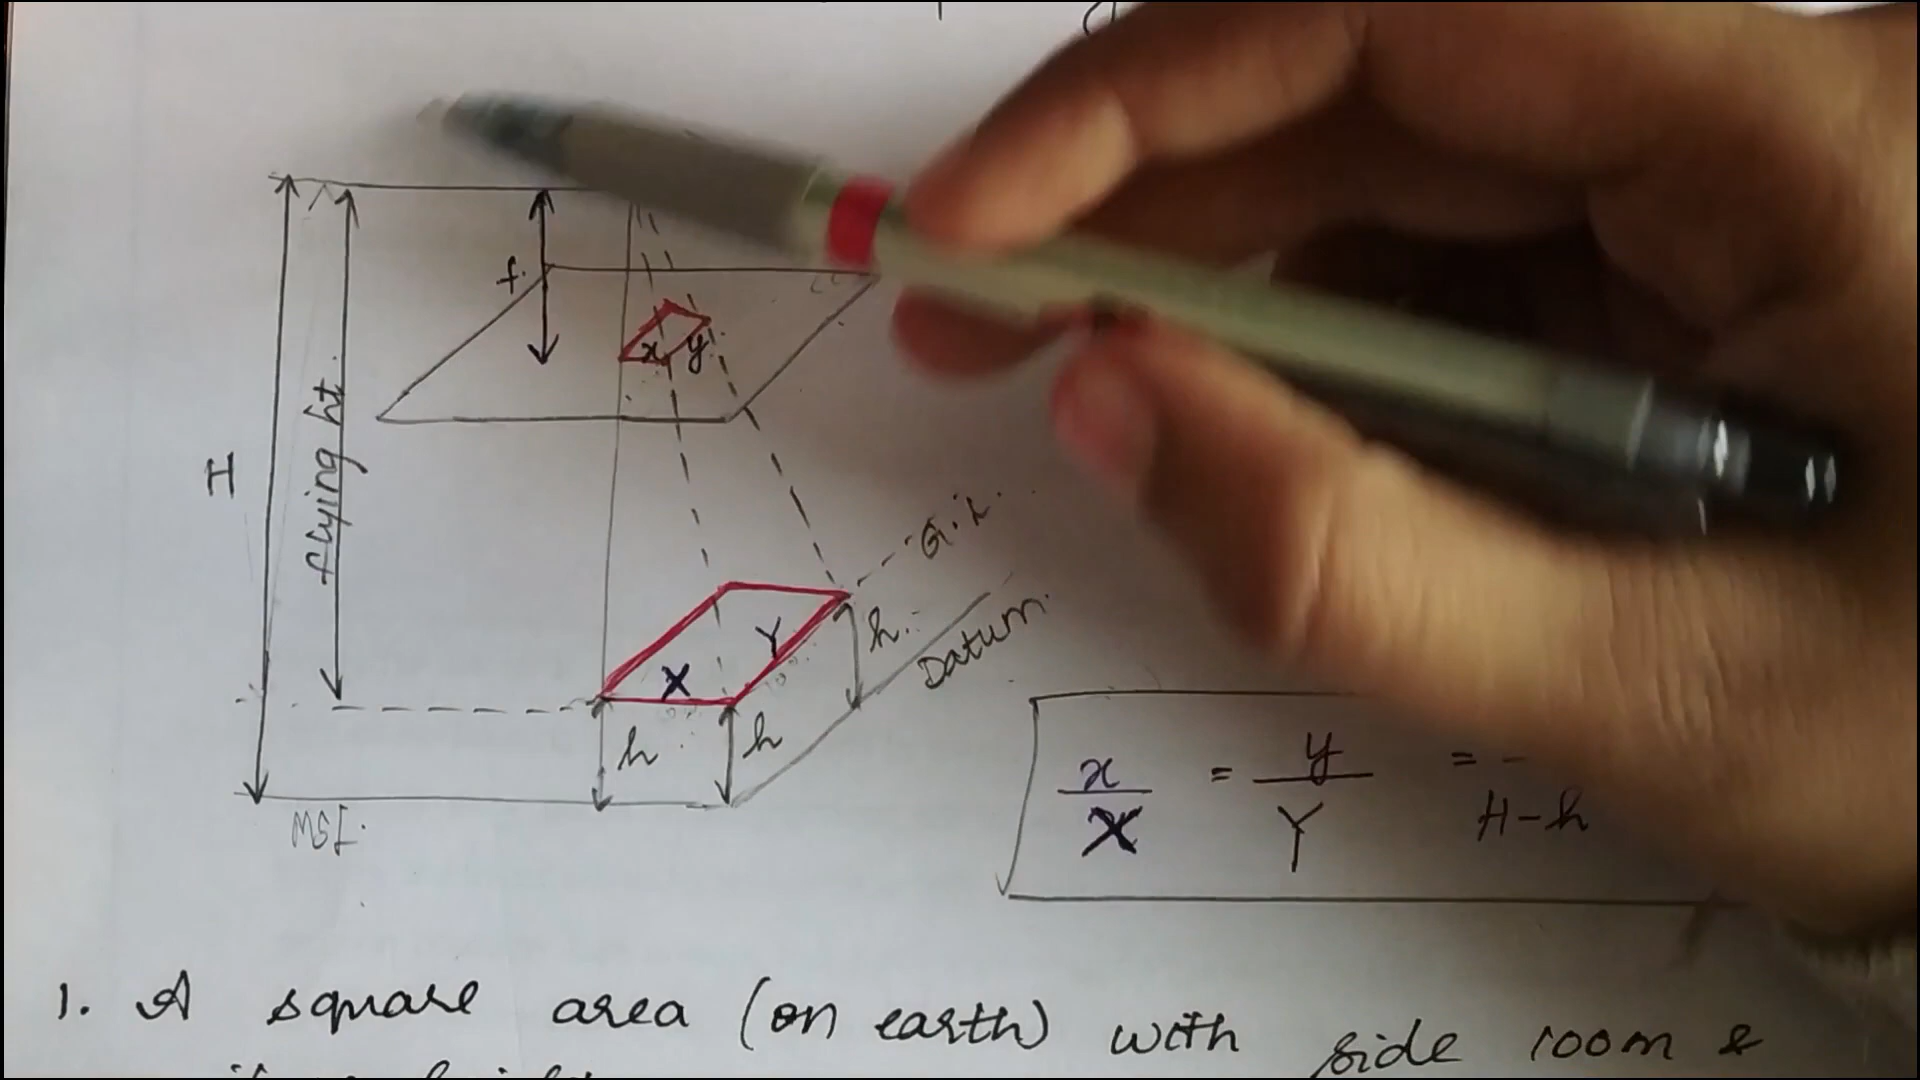 f.
x y
H
flying ht.
G.L.
Y
X
h.
Datum.
h
h
MSL.
x/X = y/Y = H-h
1. A square area (on earth) with side 100m &